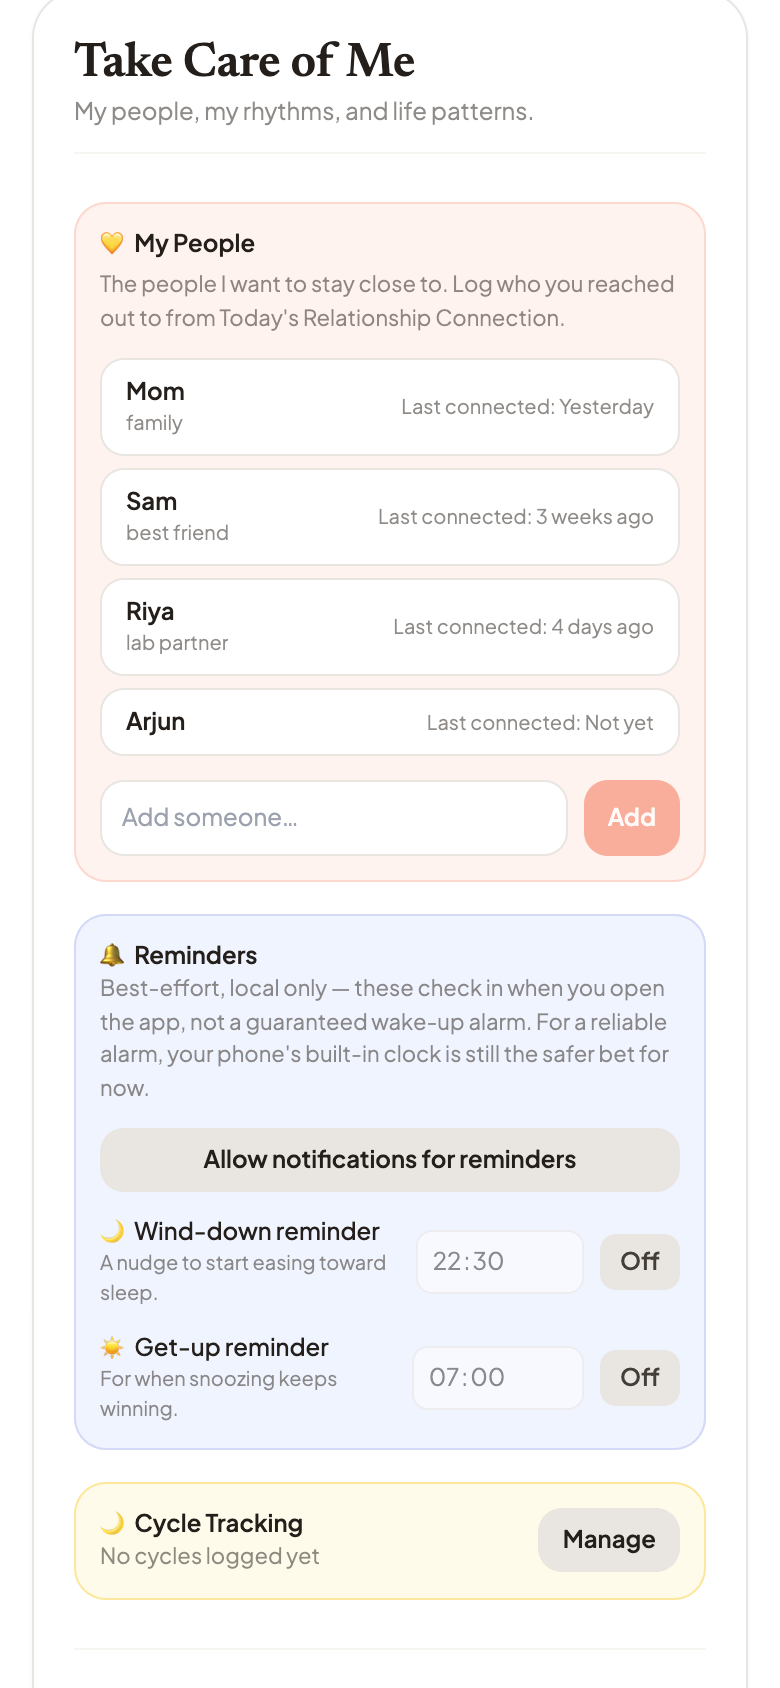 Take Care of Me
My people, my rhythms, and life patterns.
💛 My People
The people I want to stay close to. Log who you reached
out to from Today's Relationship Connection.
Mom
family
Last connected: Yesterday
Sam
best friend
Last connected: 3 weeks ago
Riya
lab partner
Last connected: 4 days ago
Arjun
Last connected: Not yet
Add someone...
Add
🔔 Reminders
Best-effort, local only — these check in when you open
the app, not a guaranteed wake-up alarm. For a reliable
alarm, your phone's built-in clock is still the safer bet for
now.
Allow notifications for reminders
🌙 Wind-down reminder
A nudge to start easing toward
sleep.
22:30
Off
☀️ Get-up reminder
For when snoozing keeps
winning.
07:00
Off
🌙 Cycle Tracking
No cycles logged yet
Manage